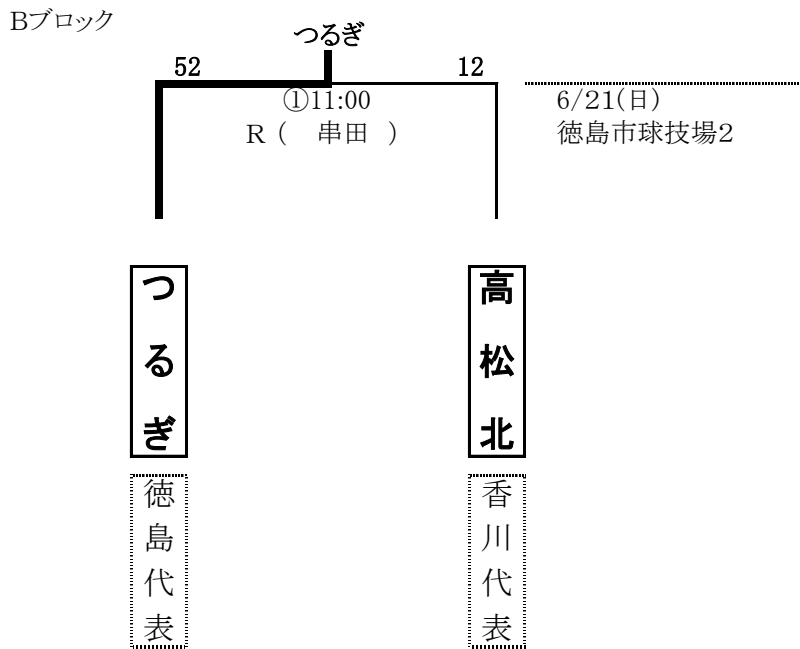 Bブロック
つるぎ
52 12
①11:00 6/21(日)
R ( 串田 ) 徳島市球技場2
つるぎ
高松北
徳島代表
香川代表